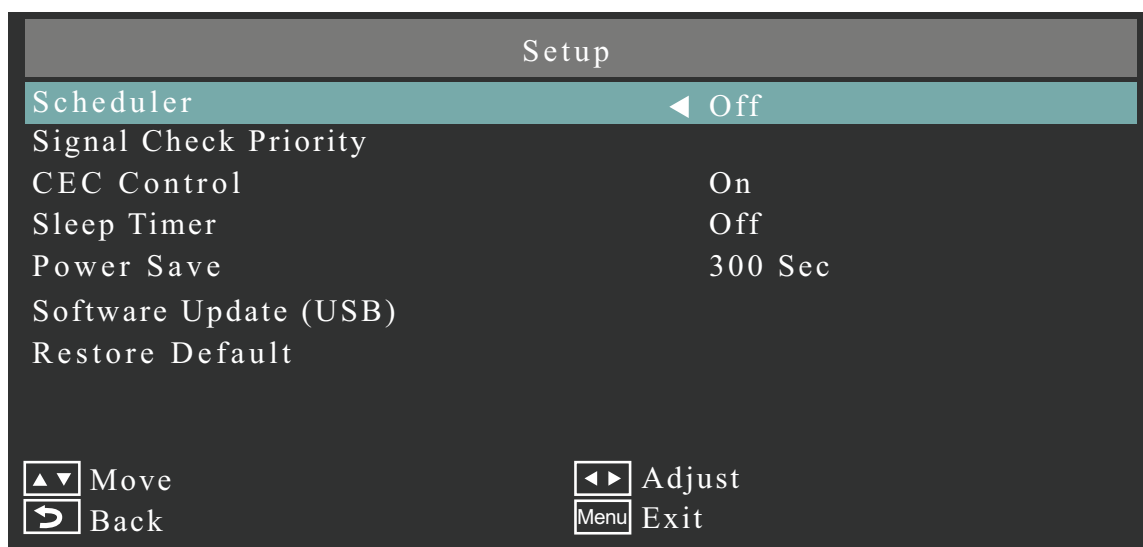 Setup
Scheduler ◀ Off
Signal Check Priority
CEC Control On
Sleep Timer Off
Power Save 300 Sec
Software Update (USB)
Restore Default
▲▼ Move ◀▶ Adjust
⮌ Back Menu Exit